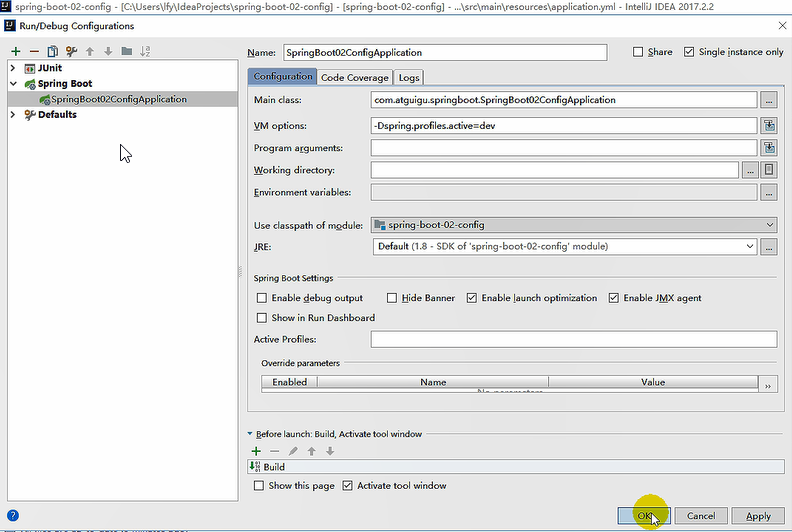 spring-boot-02-config - [C:\Users\lfy\IdeaProjects\spring-boot-02-config] - [spring-boot-02-config] - ...\src\main\resources\application.yml - IntelliJ IDEA 2017.2.2
Run/Debug Configurations
Name: SpringBoot02ConfigApplication
Share
Single instance only
JUnit
Spring Boot
SpringBoot02ConfigApplication
Defaults
Configuration Code Coverage Logs
Main class: com.atguigu.springboot.SpringBoot02ConfigApplication ...
VM options: -Dspring.profiles.active=dev
Program arguments:
Working directory: ...
Environment variables: ...
Use classpath of module: spring-boot-02-config
JRE: Default (1.8 - SDK of 'spring-boot-02-config' module) ...
Spring Boot Settings
Enable debug output Hide Banner Enable launch optimization Enable JMX agent
Show in Run Dashboard
Active Profiles:
Override parameters
Enabled Name Value
No parameters
Before launch: Build, Activate tool window
Build
Show this page Activate tool window
OK Cancel Apply